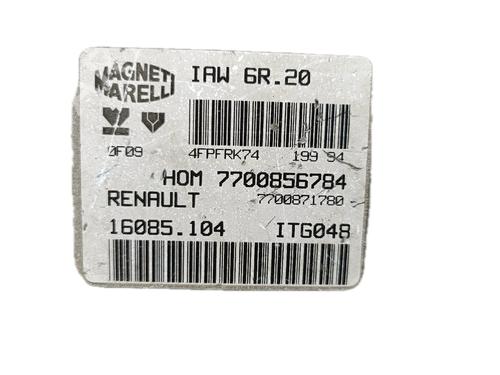 MAGNETI
MARELLI
IAW 6R.20
0F09
4FPFRK74
199 94
HOM 7700856784
RENAULT
7700871780
16085.104
ITG048